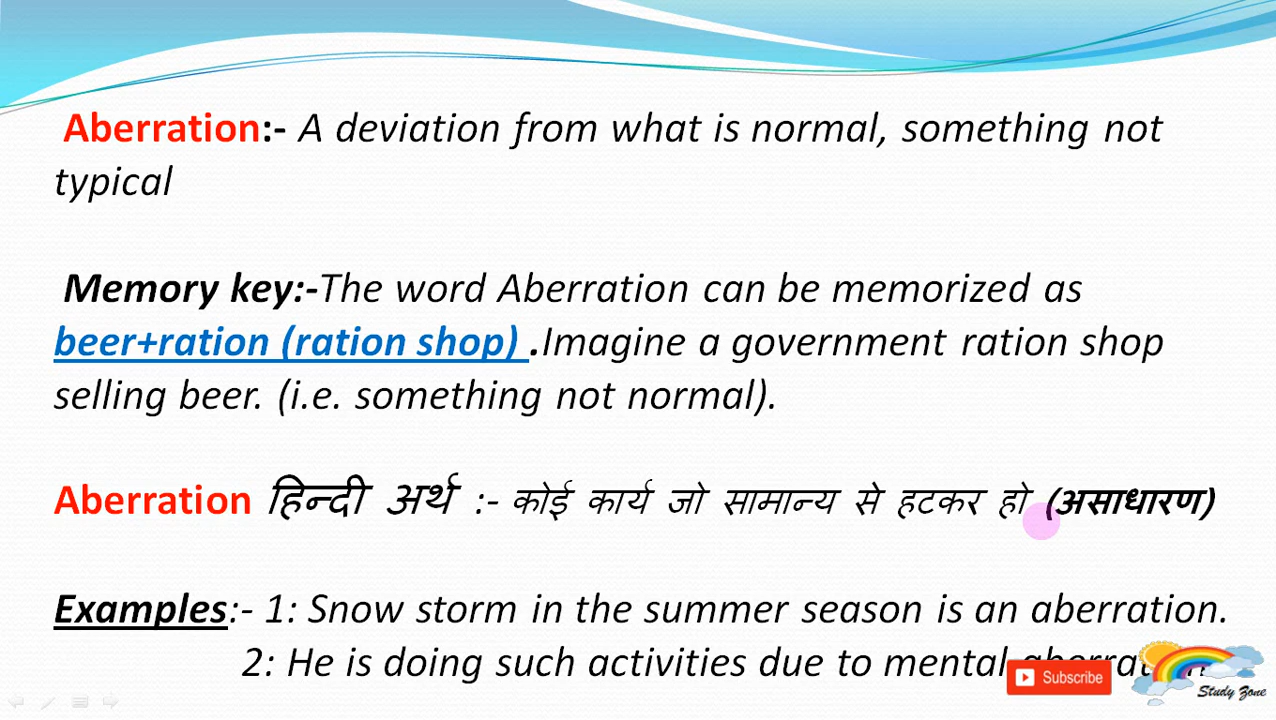 Aberration:- A deviation from what is normal, something not
typical
Memory key:-The word Aberration can be memorized as
beer+ration (ration shop) .Imagine a government ration shop
selling beer. (i.e. something not normal).
Aberration हिन्दी अर्थ :- कोई कार्य जो सामान्य से हटकर हो (असाधारण)
Examples:- 1: Snow storm in the summer season is an aberration.
2: He is doing such activities due to mental
Subscribe
Study Zone